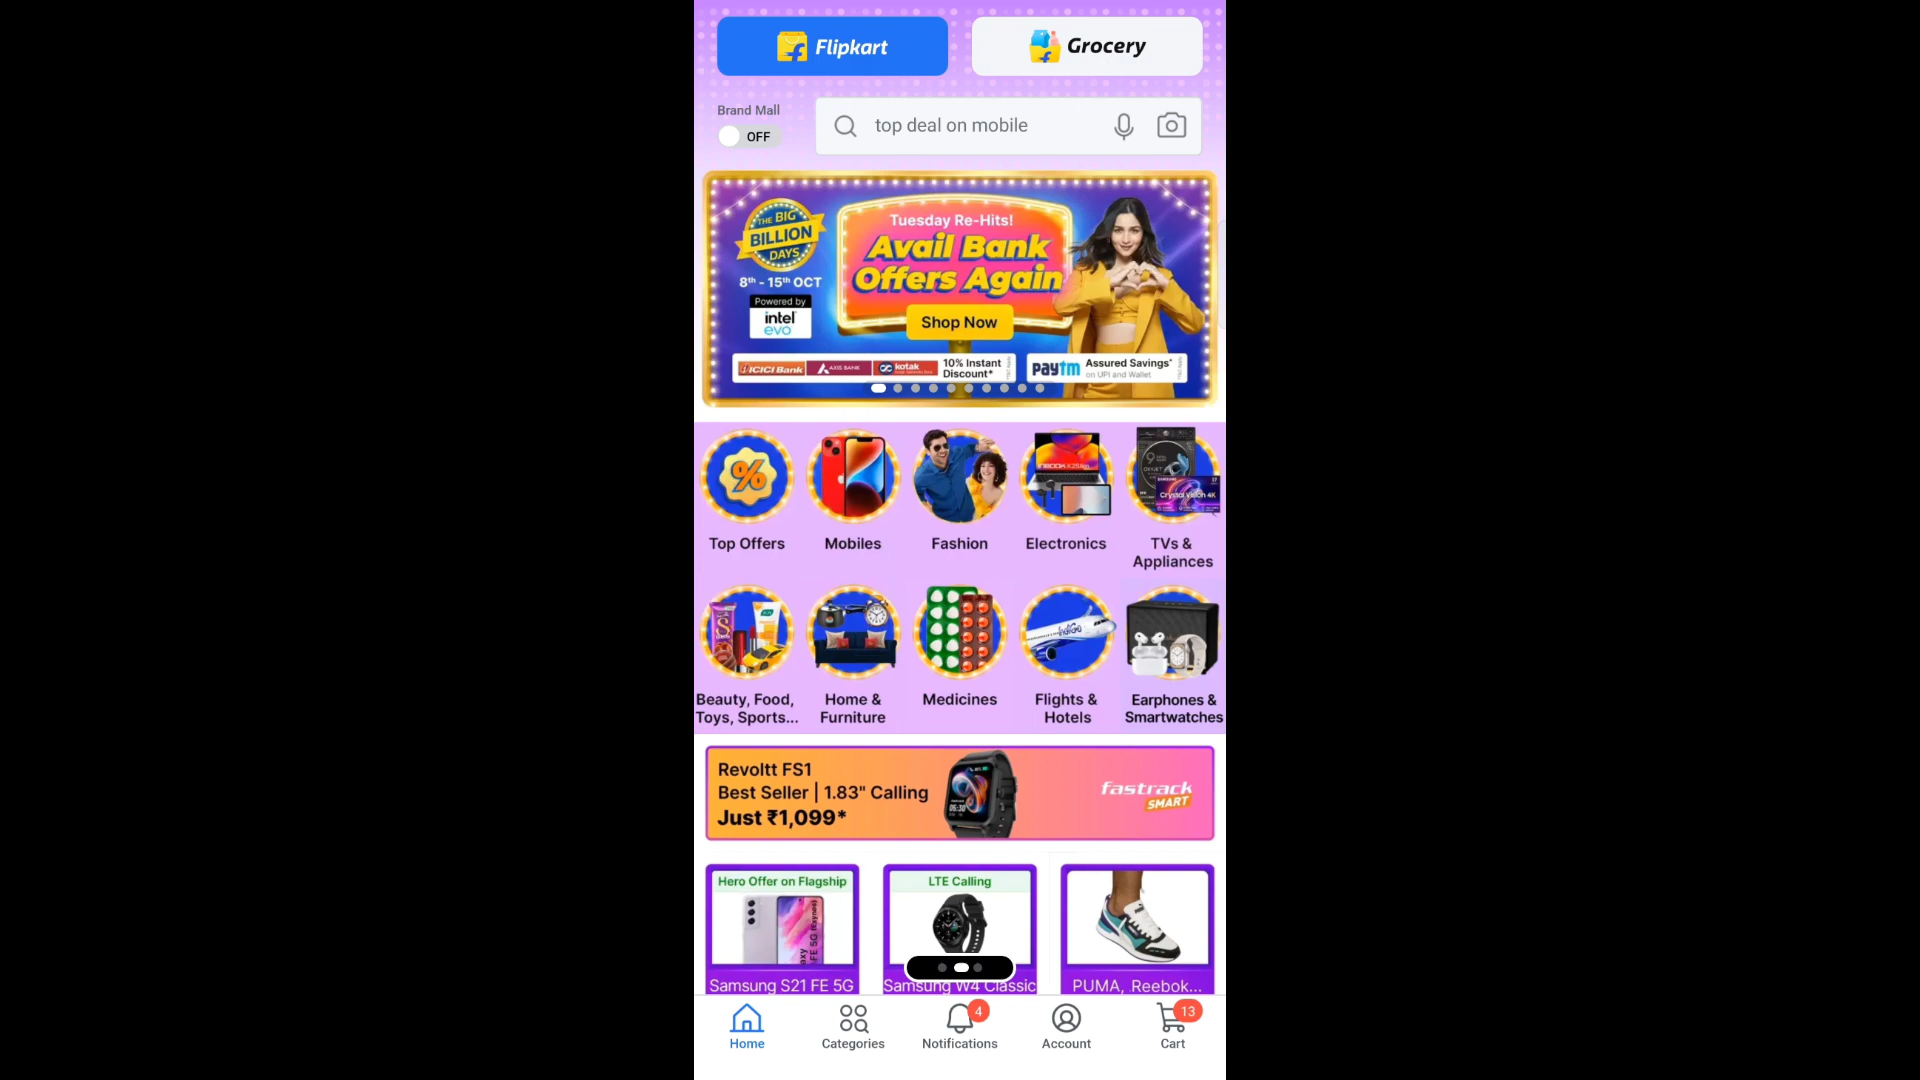 Flipkart
Grocery
Brand Mall
OFF
top deal on mobile
THE BIG
BILLION
DAYS
8th - 15th OCT
Powered by
intel
evo
Tuesday Re-Hits!
Avail Bank
Offers Again
Shop Now
ICICI Bank
AXIS BANK
kotak
10% Instant
Discount*
paytm
Assured Savings*
on UPI and Wallet
Top Offers
Mobiles
Fashion
Electronics
TVs &
Appliances
Crystal Vision 4K
IndiGo
Beauty, Food,
Toys, Sports...
Home &
Furniture
Medicines
Flights &
Hotels
Earphones &
Smartwatches
Revoltt FS1
Best Seller | 1.83" Calling
Just ₹1,099*
fastrack
SMART
Hero Offer on Flagship
LTE Calling
Samsung S21 FE 5G
Samsung W4 Classic
PUMA, Reebok...
Home
Categories
4
Notifications
Account
13
Cart